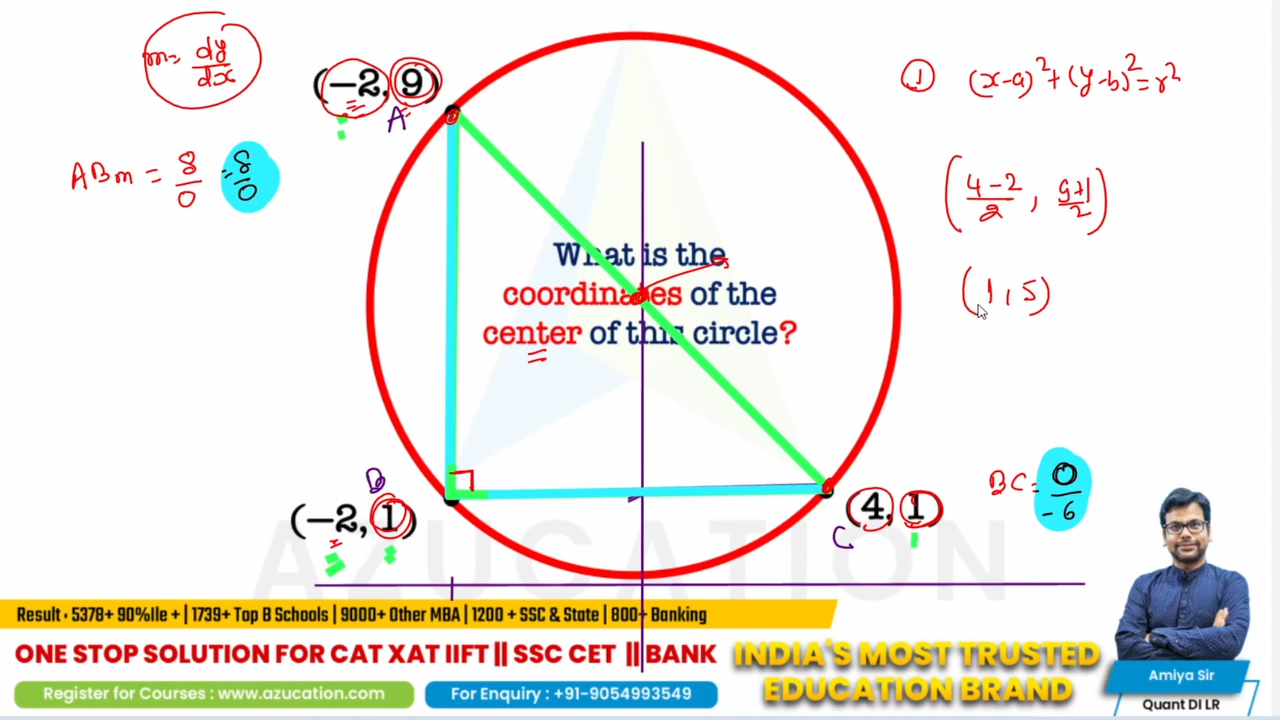 m = dy/dx
(-2, 9)
A
① (x-a)²+(y-b)²=r²
ABm = 8/0 = 8/0
(4-2/2, 9+1/2)
(1, 5)
What is the
coordinates of the
center of this circle?
B
(-2, 1)
(4, 1)
C
BC = 0/-6
AZUCATION
Result : 5378+ 90%Ile + | 1739+ Top B Schools | 9000+ Other MBA | 1200 + SSC & State | 800+ Banking
ONE STOP SOLUTION FOR CAT XAT IIFT || SSC CET || BANK
INDIA'S MOST TRUSTED
EDUCATION BRAND
Register for Courses : www.azucation.com
For Enquiry : +91-9054993549
Amiya Sir
Quant DI LR